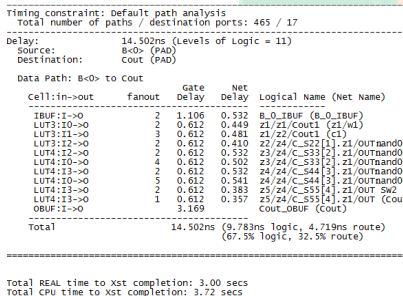 Timing constraint: Default path analysis
Total number of paths / destination ports: 465 / 17
Delay: 14.502ns (Levels of Logic = 11)
Source: B<0> (PAD)
Destination: Cout (PAD)
Data Path: B<0> to Cout
Gate Net
Cell:in->out fanout Delay Delay Logical Name (Net Name)
IBUF:I->O 2 1.106 0.532 B_0_IBUF (B_0_IBUF)
LUT3:I0->O 2 0.612 0.449 z1/z1/Cout1 (z1/w1)
LUT3:I1->O 3 0.612 0.481 z1/z2/Cout1 (c1)
LUT3:I2->O 2 0.612 0.410 z2/z4/C_S22[1].z1/OUTmand0
LUT3:I2->O 2 0.612 0.532 z3/z4/C_S33[2].z1/OUTmand0
LUT4:I0->O 4 0.612 0.502 z3/z4/C_S33[2].z1/OUTmand0
LUT4:I3->O 2 0.612 0.532 z4/z4/C_S44[3].z1/OUTmand0
LUT4:I0->O 5 0.612 0.541 z4/z4/C_S44[3].z1/OUTmand0
LUT4:I3->O 2 0.612 0.383 z5/z4/C_S55[4].z1/OUT SW2
LUT4:I3->O 1 0.612 0.357 z5/z4/C_S55[4].z1/OUT (Cou
OBUF:I->O 3.169 Cout_OBUF (Cout)
Total 14.502ns (9.783ns logic, 4.719ns route)
(67.5% logic, 32.5% route)
Total REAL time to Xst completion: 3.00 secs
Total CPU time to Xst completion: 3.72 secs